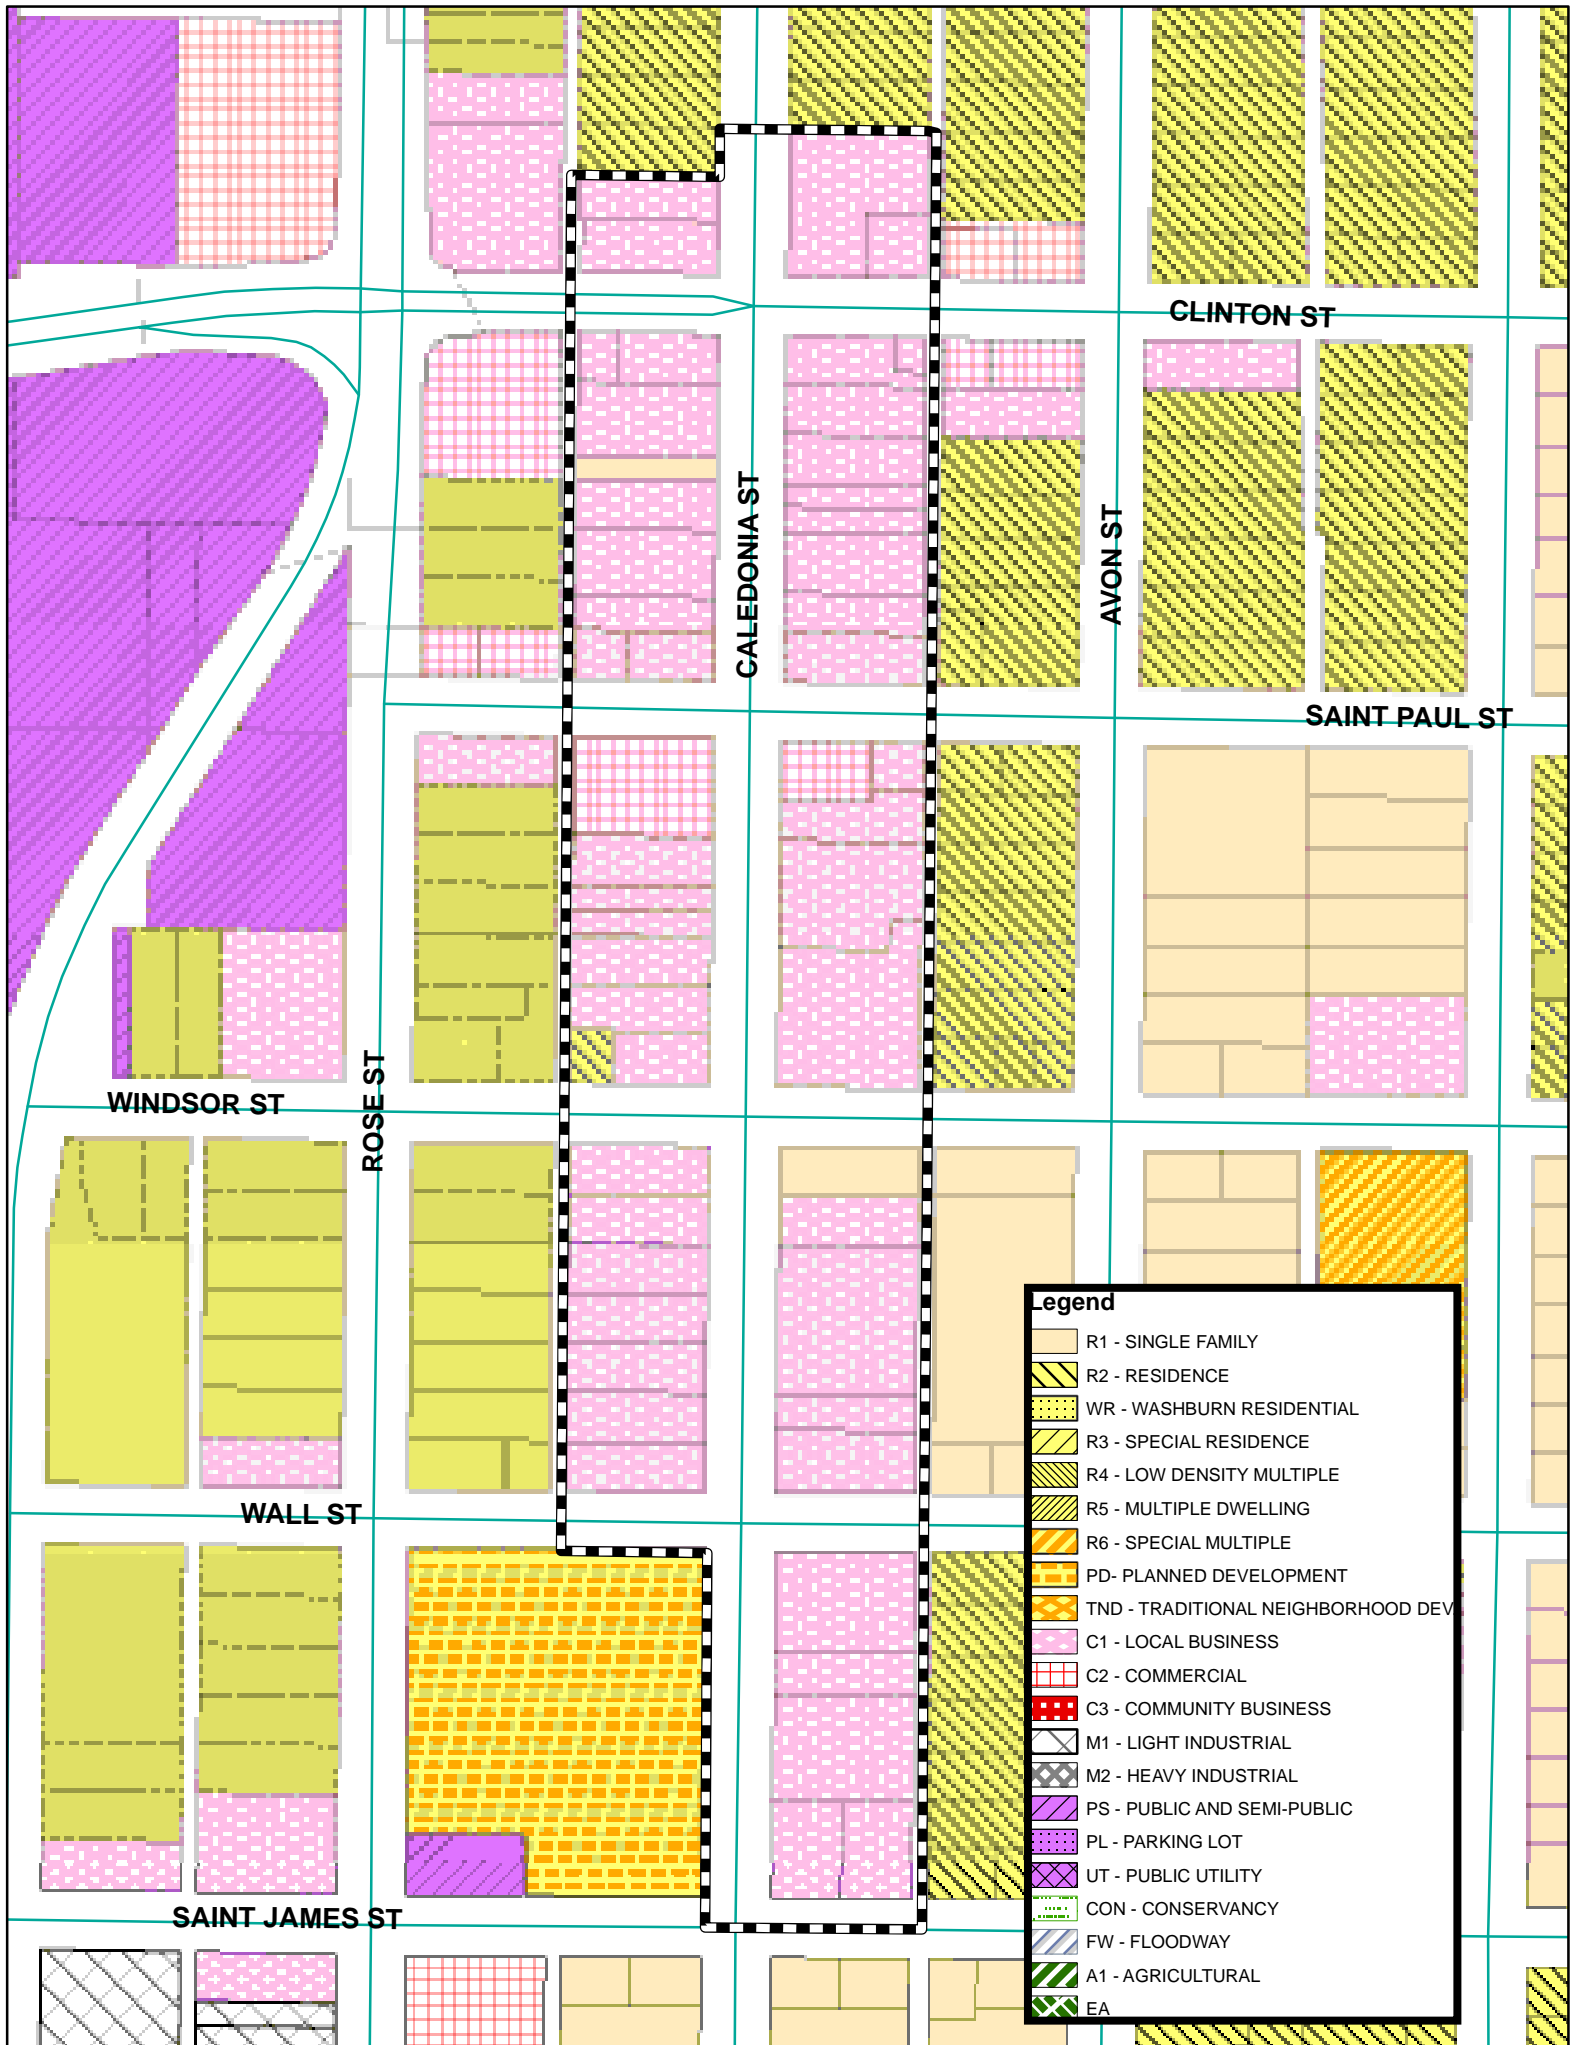 CLINTON ST
CALEDONIA ST
AVON ST
SAINT PAUL ST
ROSE ST
WINDSOR ST
WALL ST
SAINT JAMES ST
Legend
R1 - SINGLE FAMILY
R2 - RESIDENCE
WR - WASHBURN RESIDENTIAL
R3 - SPECIAL RESIDENCE
R4 - LOW DENSITY MULTIPLE
R5 - MULTIPLE DWELLING
R6 - SPECIAL MULTIPLE
PD- PLANNED DEVELOPMENT
TND - TRADITIONAL NEIGHBORHOOD DEV
C1 - LOCAL BUSINESS
C2 - COMMERCIAL
C3 - COMMUNITY BUSINESS
M1 - LIGHT INDUSTRIAL
M2 - HEAVY INDUSTRIAL
PS - PUBLIC AND SEMI-PUBLIC
PL - PARKING LOT
UT - PUBLIC UTILITY
CON - CONSERVANCY
FW - FLOODWAY
A1 - AGRICULTURAL
EA